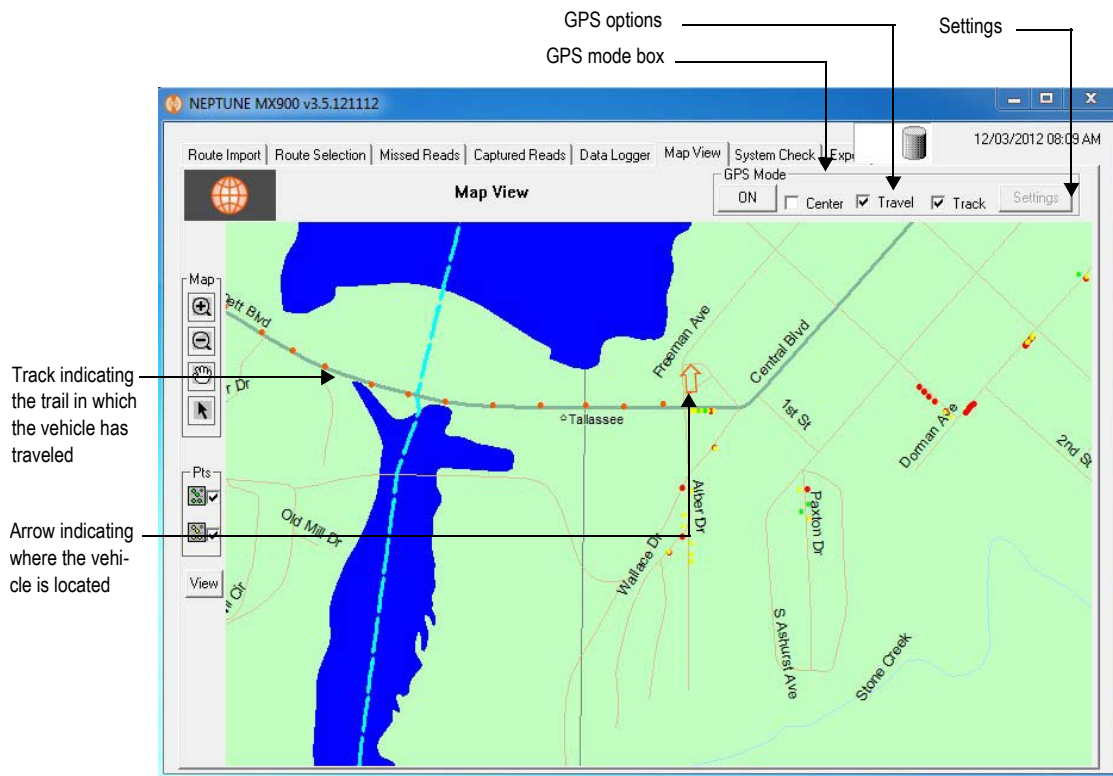 GPS options
Settings
GPS mode box
NEPTUNE MX900 v3.5.121112
12/03/2012 08:09 AM
Route Import
Route Selection
Missed Reads
Captured Reads
Data Logger
Map View
System Check
Expo
Map View
GPS Mode
ON
Center
Travel
Track
Settings
Map
Pts
View
ett Blvd
r Dr
Old Mill Dr
Tallassee
Freeman Ave
Central Blvd
1st St
Dorman Ave
2nd St
Alber Dr
Wallace Dr
Paxton Dr
S Ashurst Ave
Stone Creek
Cir
Track indicating
the trail in which
the vehicle has
traveled
Arrow indicating
where the vehi-
cle is located